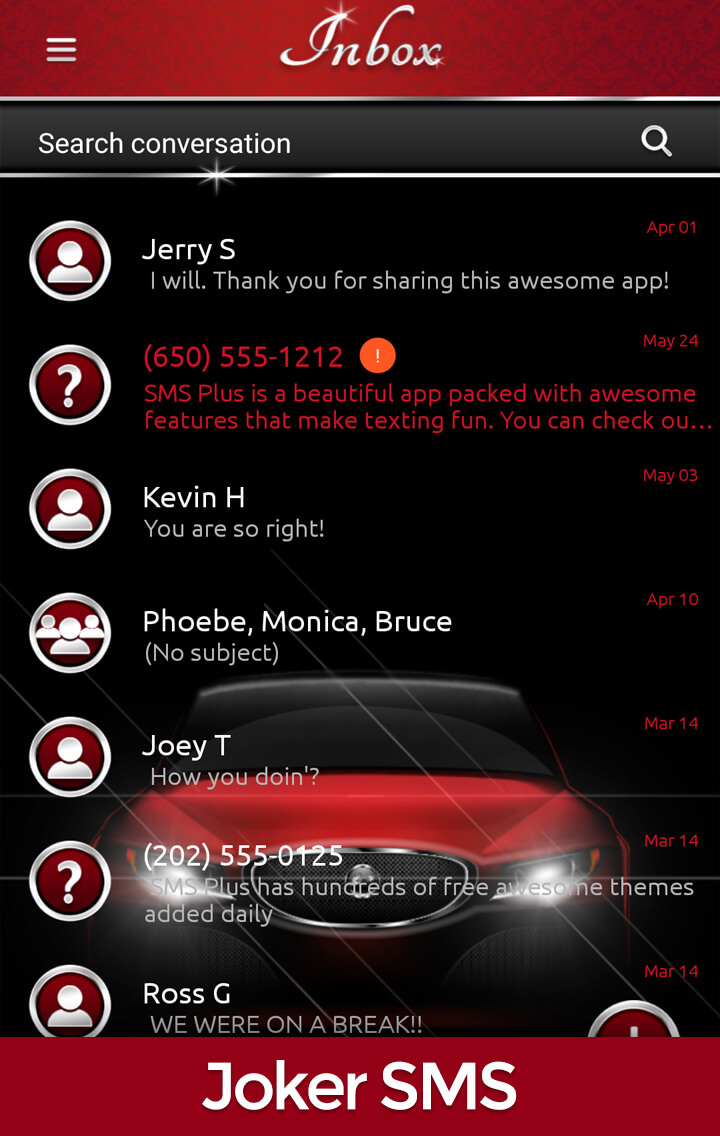 Inbox
Search conversation
Apr 01
Jerry S
I will. Thank you for sharing this awesome app!
May 24
(650) 555-1212 !
SMS Plus is a beautiful app packed with awesome
features that make texting fun. You can check ou...
May 03
Kevin H
You are so right!
Apr 10
Phoebe, Monica, Bruce
(No subject)
Mar 14
Joey T
How you doin'?
Mar 14
(202) 555-0125
SMS Plus has hundreds of free awesome themes
added daily
Mar 14
Ross G
WE WERE ON A BREAK!!
Joker SMS